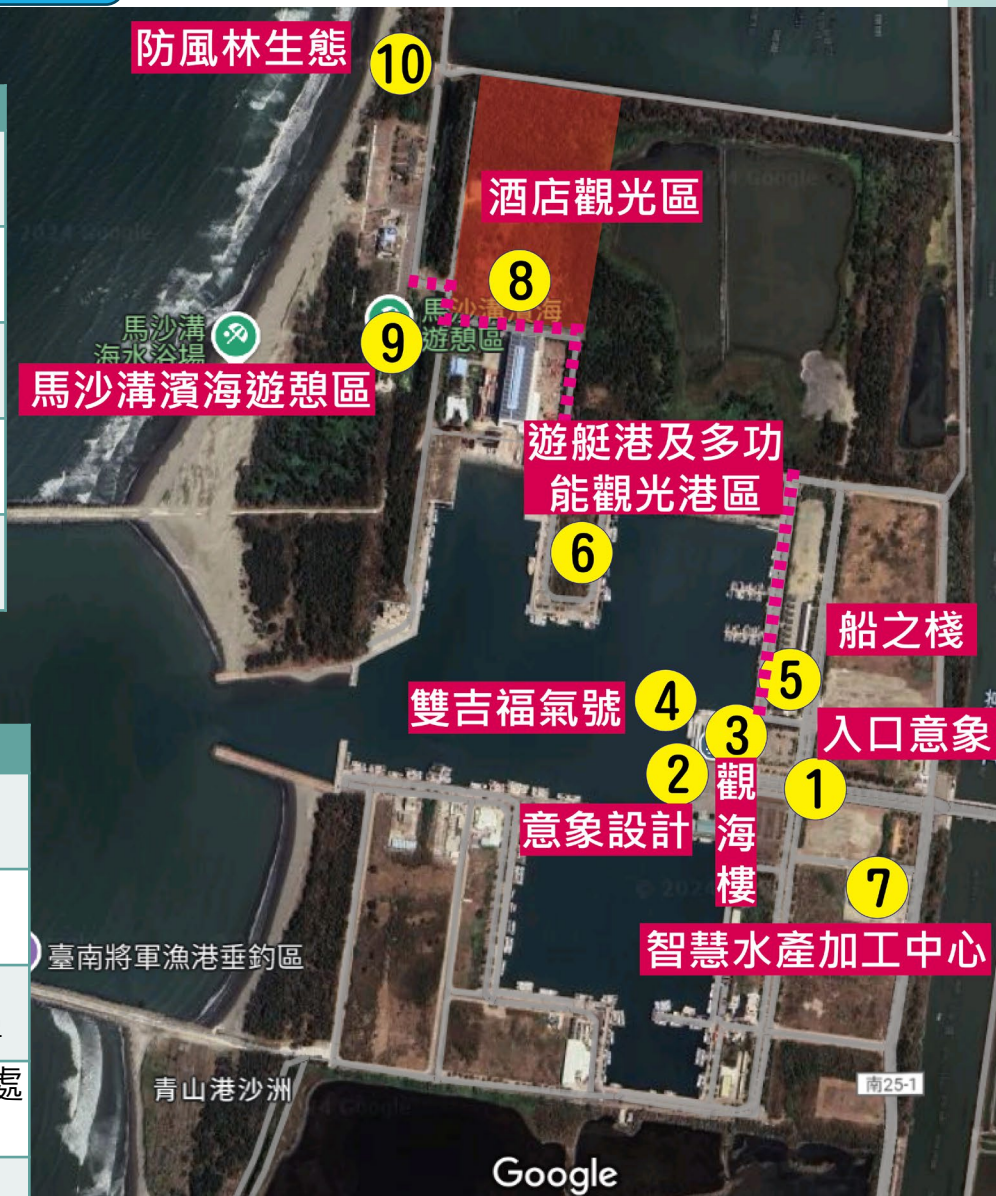 防風林生態
10
酒店觀光區
8
馬沙溝濱海
遊憩區
馬沙溝
海水浴場
9
馬沙溝濱海遊憩區
遊艇港及多功
能觀光港區
6
船之棧
5
雙吉福氣號
4
3
入口意象
2
1
觀海樓
意象設計
7
智慧水產加工中心
臺南將軍漁港垂釣區
處
青山港沙洲
南25-1
Google